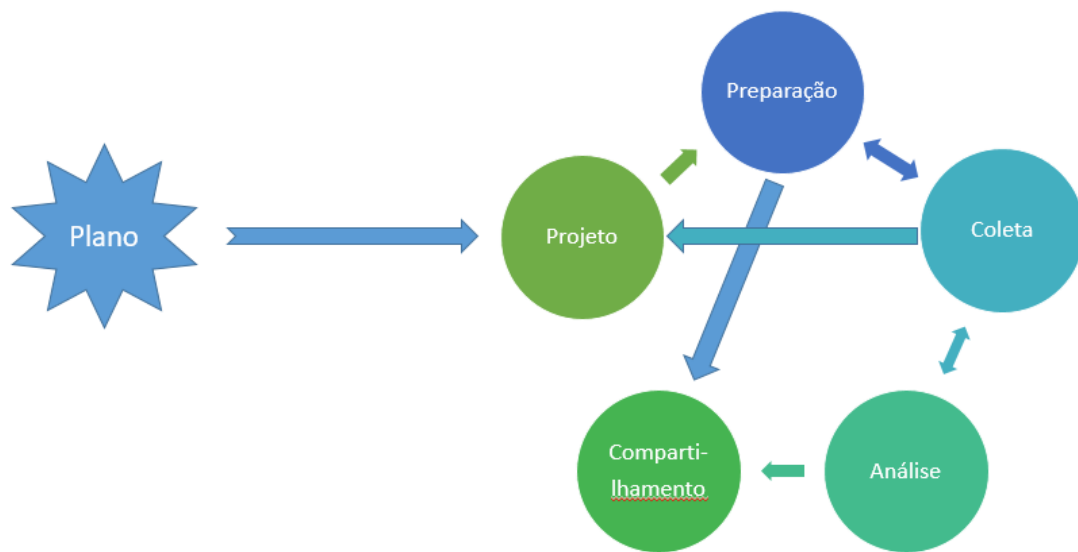 Preparação
Plano
Projeto
Coleta
Comparti-
lhamento
Análise